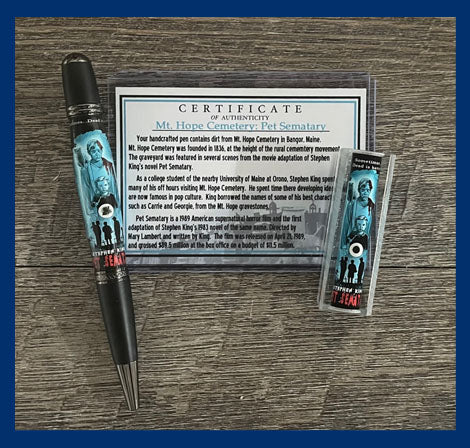 CERTIFICATE
OF AUTHENTICITY
Mt. Hope Cemetery: Pet Sematary
Your handcrafted pen contains dirt from Mt. Hope Cemetery in Bangor, Maine.
Mt. Hope Cemetery was founded in 1836, at the height of the rural cememtery movement
The graveyard was featured in several scenes from the movie adaptation of Stephen
King's novel Pet Sematary.
As a college student of the nearby University of Maine at Orono, Stephen King spent
many of his off hours visiting Mt. Hope Cemetery. He spent time there developing
are now famous in pop culture. King borrowed the names of some of his best
such as Carrie and Georgie, from the Mt. Hope gravestones.
Pet Sematary is a 1989 American supernatural horror film and the first
adaptation of Stephen King's 1983 novel of the same name. Directed by
Mary Lambert and written by King. The film was released on April 21, 1989,
and grossed $89.5 million at the box office on a budget of $11.5 million.
Sometimes
Dead is
STEPHEN